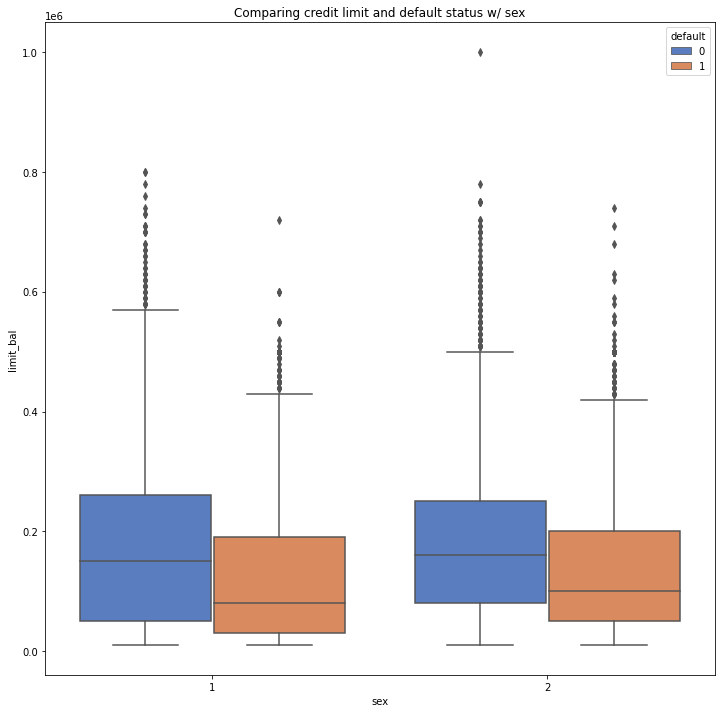 Comparing credit limit and default status w/ sex
1e6
default
0
1
1.0
0.8
0.6
0.4
0.2
0.0
limit_bal
1
2
sex